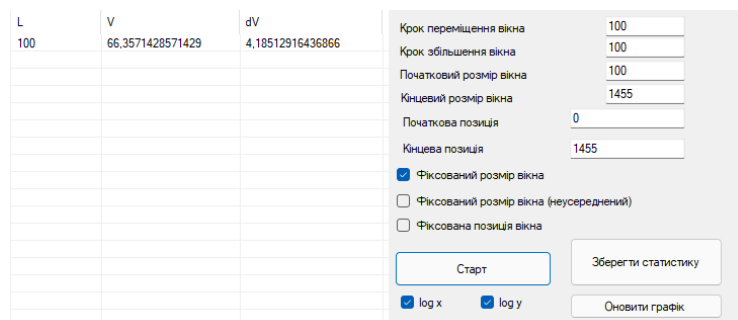 L V dV
100 66,3571428571429 4,18512916436866
Крок переміщення вікна 100
Крок збільшення вікна 100
Початковий розмір вікна 100
Кінцевий розмір вікна 1455
Початкова позиція 0
Кінцева позиція 1455
Фіксований розмір вікна
Фіксований розмір вікна (неусереднений)
Фіксована позиція вікна
Старт Зберегти статистику
log x log y Оновити графік